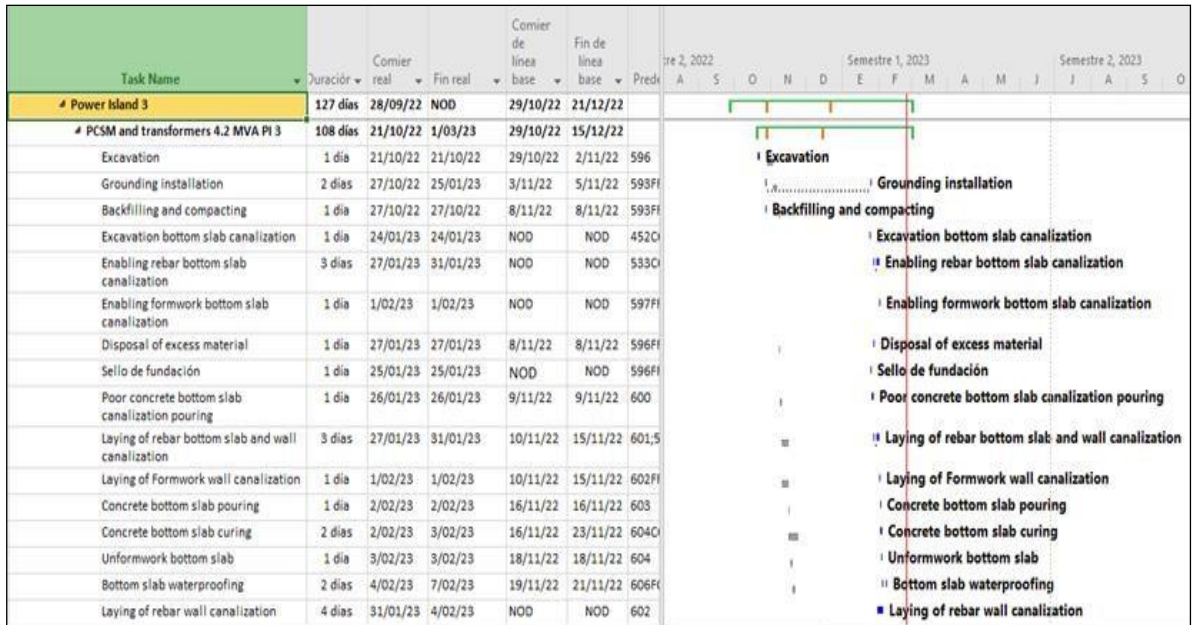 Task Name
Duración
Comier real
Fin real
Comier de línea base
Fin de línea base
Prede
tre 2, 2022 Semestre 1, 2023 Semestre 2, 2023
A S O N D E F M A M J J A S O
Power Island 3 127 días 28/09/22 NOD 29/10/22 21/12/22
PCSM and transformers 4.2 MVA PI 3 108 días 21/10/22 1/03/23 29/10/22 15/12/22
Excavation 1 día 21/10/22 21/10/22 29/10/22 2/11/22 596 Excavation
Grounding installation 2 días 27/10/22 25/01/23 3/11/22 5/11/22 593FI Grounding installation
Backfilling and compacting 1 día 27/10/22 27/10/22 8/11/22 8/11/22 593FI Backfilling and compacting
Excavation bottom slab canalization 1 día 24/01/23 24/01/23 NOD NOD 452C Excavation bottom slab canalization
Enabling rebar bottom slab canalization 3 días 27/01/23 31/01/23 NOD NOD 533C Enabling rebar bottom slab canalization
Enabling formwork bottom slab canalization 1 día 1/02/23 1/02/23 NOD NOD 597FI Enabling formwork bottom slab canalization
Disposal of excess material 1 día 27/01/23 27/01/23 8/11/22 8/11/22 596FI Disposal of excess material
Sello de fundación 1 día 25/01/23 25/01/23 NOD NOD 596FI Sello de fundación
Poor concrete bottom slab canalization pouring 1 día 26/01/23 26/01/23 9/11/22 9/11/22 600 Poor concrete bottom slab canalization pouring
Laying of rebar bottom slab and wall canalization 3 días 27/01/23 31/01/23 10/11/22 15/11/22 601;5 Laying of rebar bottom slab and wall canalization
Laying of Formwork wall canalization 1 día 1/02/23 1/02/23 10/11/22 15/11/22 602FI Laying of Formwork wall canalization
Concrete bottom slab pouring 1 día 2/02/23 2/02/23 16/11/22 16/11/22 603 Concrete bottom slab pouring
Concrete bottom slab curing 2 días 2/02/23 3/02/23 16/11/22 23/11/22 604C Concrete bottom slab curing
Unformwork bottom slab 1 día 3/02/23 3/02/23 18/11/22 18/11/22 604 Unformwork bottom slab
Bottom slab waterproofing 2 días 4/02/23 7/02/23 19/11/22 21/11/22 606F Bottom slab waterproofing
Laying of rebar wall canalization 4 días 31/01/23 4/02/23 NOD NOD 602 Laying of rebar wall canalization